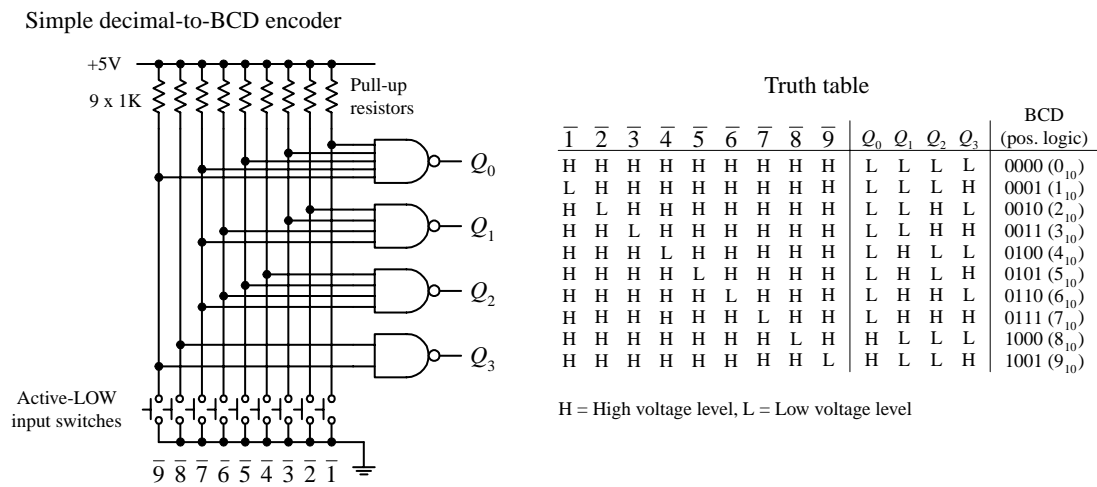 Simple decimal-to-BCD encoder
+5V
9 x 1K
Pull-up
resistors
Q₀
Q₁
Q₂
Q₃
Active-LOW
input switches
9̅ 8̅ 7̅ 6̅ 5̅ 4̅ 3̅ 2̅ 1̅
Truth table
BCD
1̅ 2̅ 3̅ 4̅ 5̅ 6̅ 7̅ 8̅ 9̅ Q₀ Q₁ Q₂ Q₃ (pos. logic)
H H H H H H H H H L L L L 0000 (0₁₀)
L H H H H H H H H L L L H 0001 (1₁₀)
H L H H H H H H H L L H L 0010 (2₁₀)
H H L H H H H H H L L H H 0011 (3₁₀)
H H H L H H H H H L H L L 0100 (4₁₀)
H H H H L H H H H L H L H 0101 (5₁₀)
H H H H H L H H H L H H L 0110 (6₁₀)
H H H H H H L H H L H H H 0111 (7₁₀)
H H H H H H H L H H L L L 1000 (8₁₀)
H H H H H H H H L H L L H 1001 (9₁₀)
H = High voltage level, L = Low voltage level